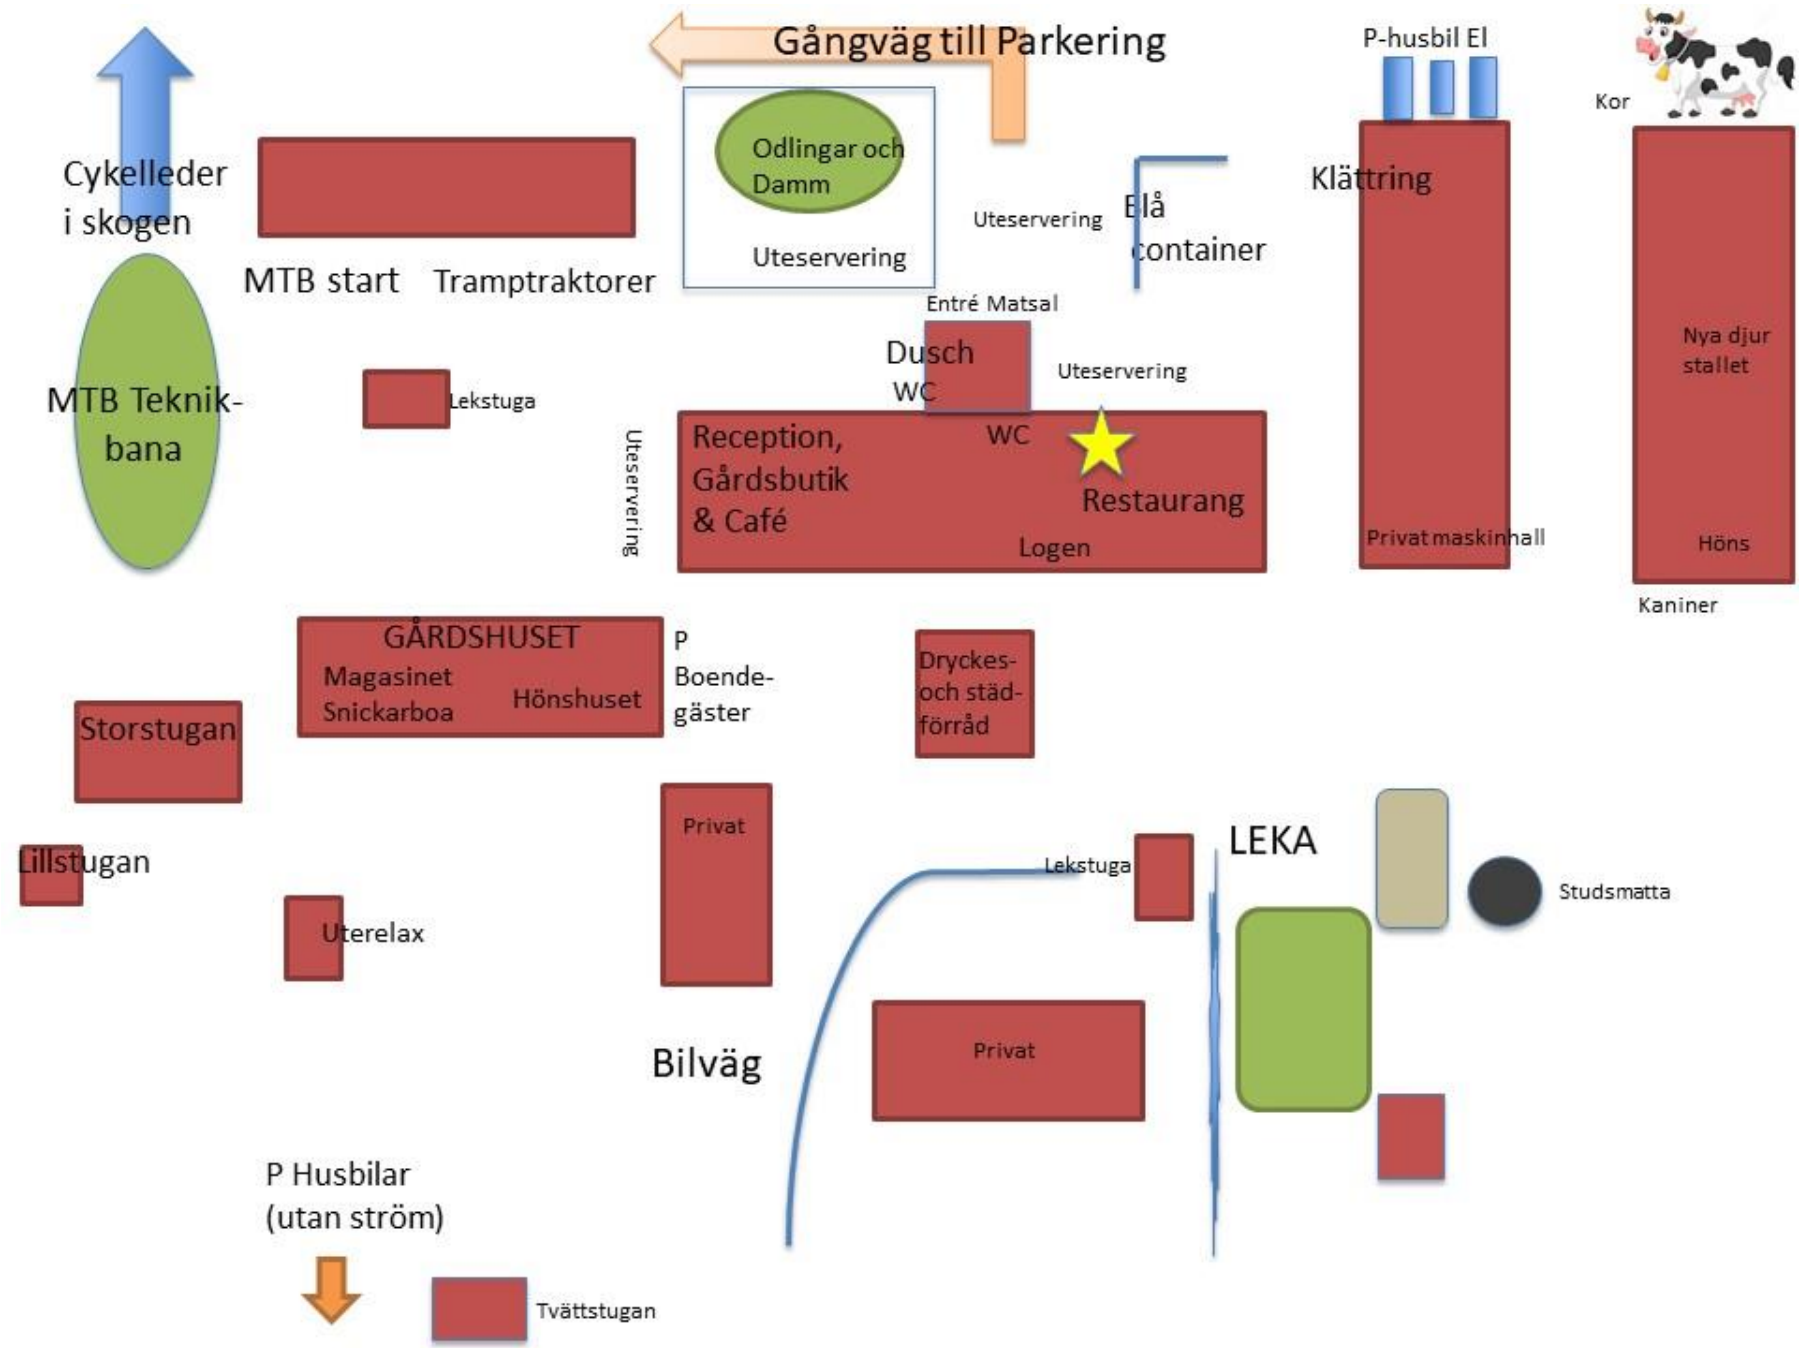 Gångväg till Parkering
P-husbil El
Kor
Cykelleder
i skogen
Odlingar och
Damm
Uteservering
Uteservering
Blå
container
Klättring
MTB start
Tramptraktorer
Entré Matsal
Dusch
WC
Uteservering
Nya djur
stallet
MTB Teknik-
bana
Lekstuga
Uteservering
Reception,
Gårdsbutik
& Café
WC
Restaurang
Logen
Privat maskinhall
Höns
Kaniner
GÅRDSHUSET
Magasinet
Snickarboa
Hönshuset
P
Boende-
gäster
Dryckes-
och städ-
förråd
Storstugan
Lillstugan
Privat
Uterelax
Lekstuga
LEKA
Studsmatta
Bilväg
Privat
P Husbilar
(utan ström)
Tvättstugan